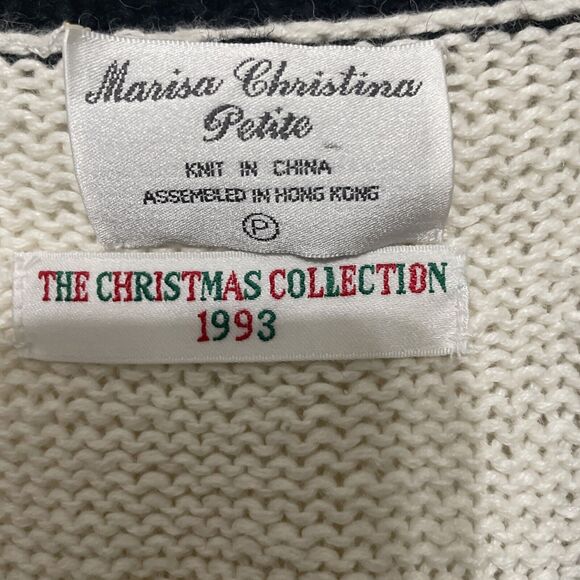 Marisa Christina
Petite
KNIT IN CHINA
ASSEMBLED IN HONG KONG
P
THE CHRISTMAS COLLECTION
1993